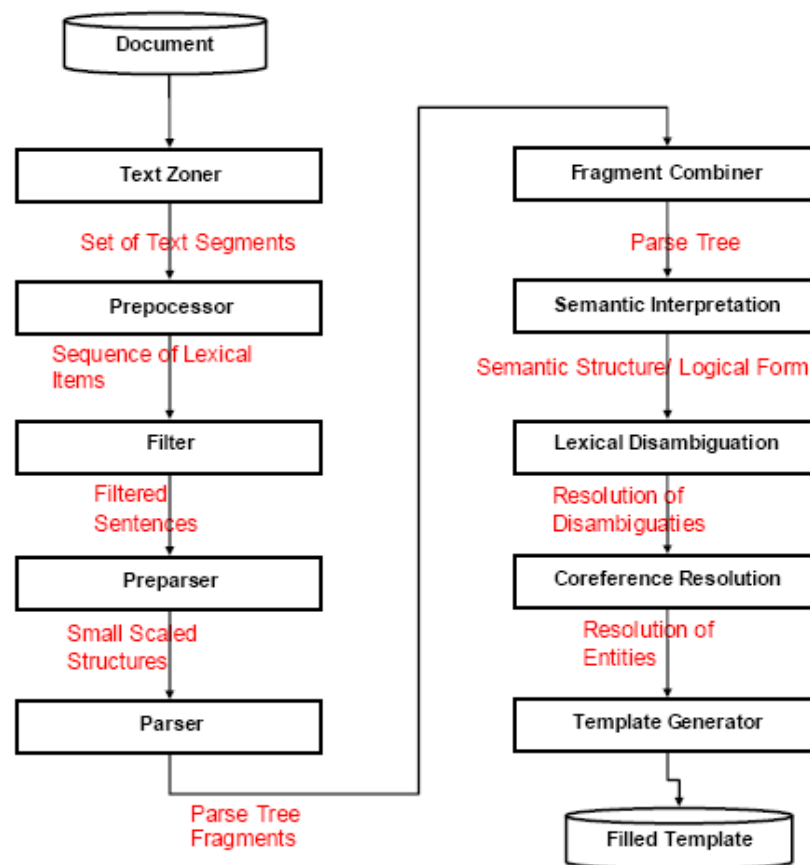 Document
Text Zoner
Set of Text Segments
Prepocessor
Sequence of Lexical
Items
Filter
Filtered
Sentences
Preparser
Small Scaled
Structures
Parser
Parse Tree
Fragments
Fragment Combiner
Parse Tree
Semantic Interpretation
Semantic Structure/ Logical Form
Lexical Disambiguation
Resolution of
Disambiguaties
Coreference Resolution
Resolution of
Entities
Template Generator
Filled Template